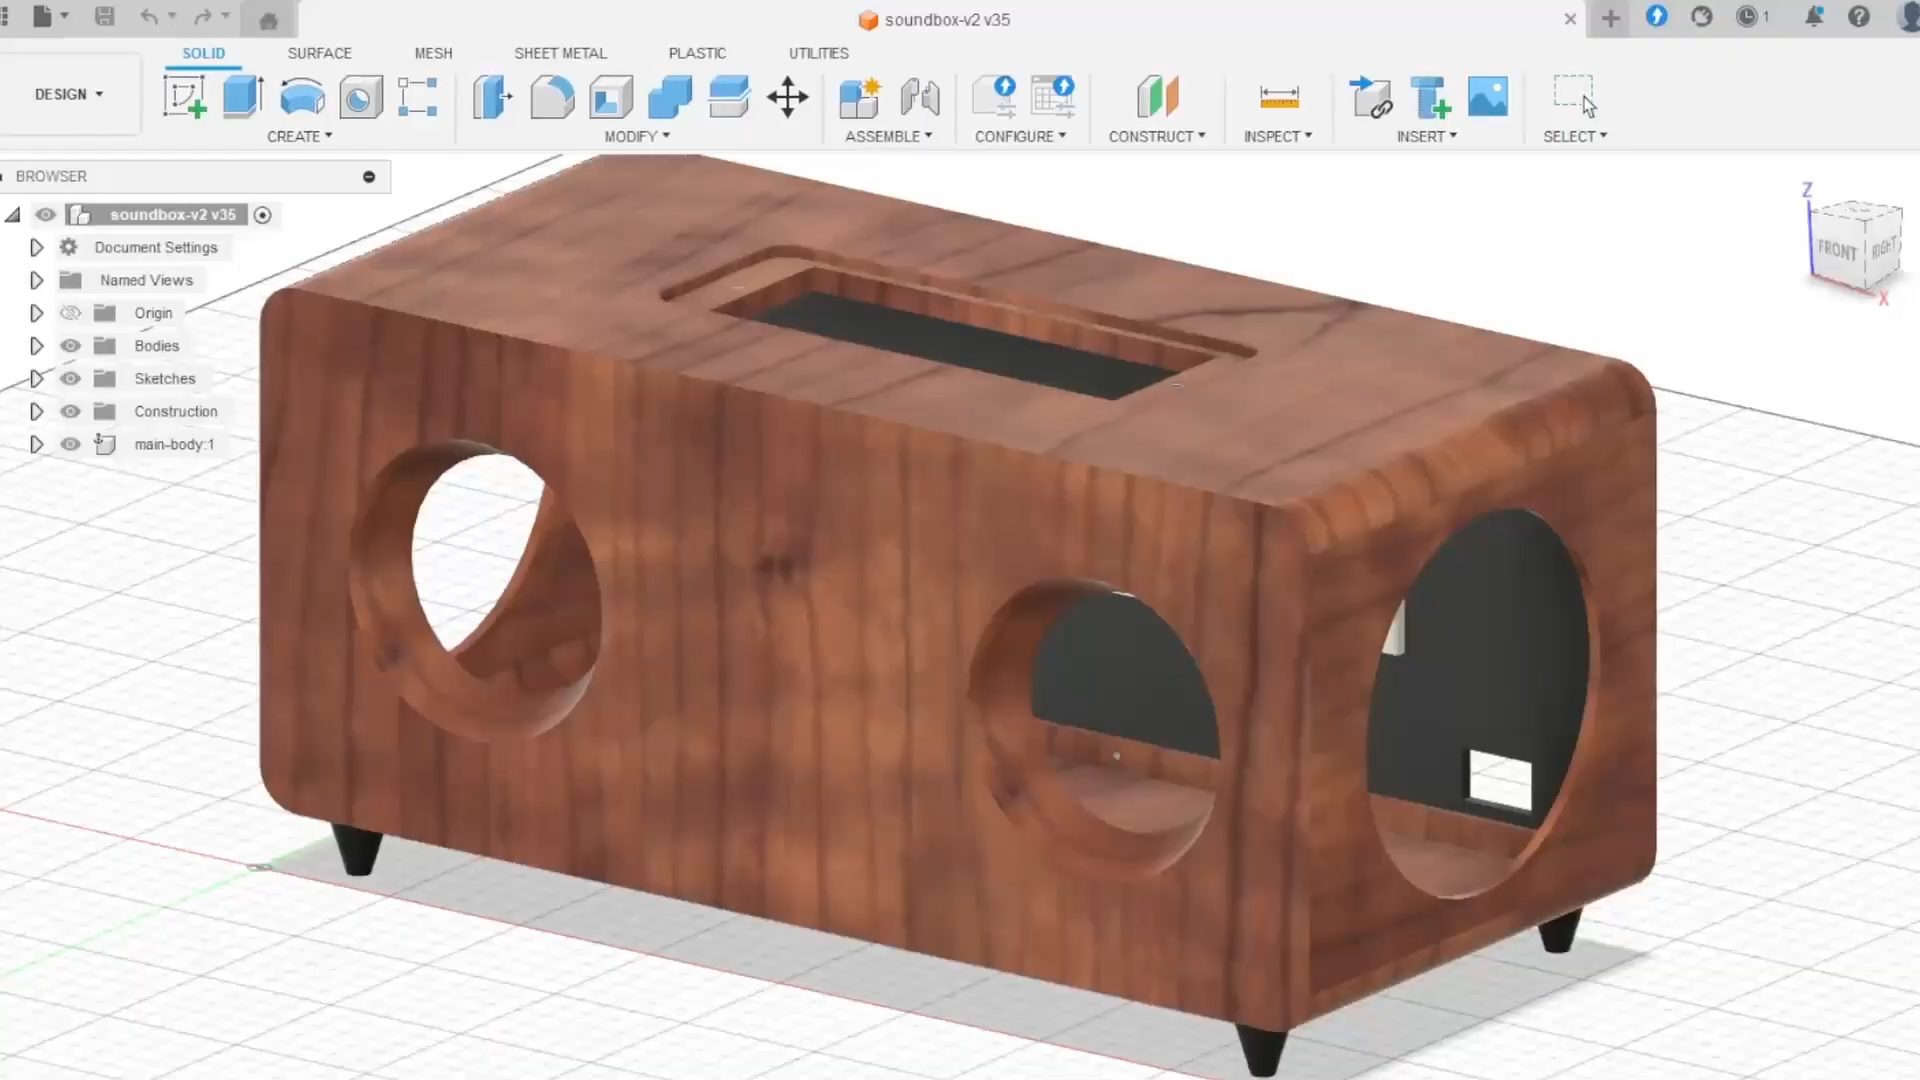 soundbox-v2 v35
1
SOLID SURFACE MESH SHEET METAL PLASTIC UTILITIES
DESIGN
CREATE MODIFY ASSEMBLE CONFIGURE CONSTRUCT INSPECT INSERT SELECT
BROWSER
soundbox-v2 v35
Document Settings
Named Views
Origin
Bodies
Sketches
Construction
main-body:1
Z
FRONT RIGHT
X